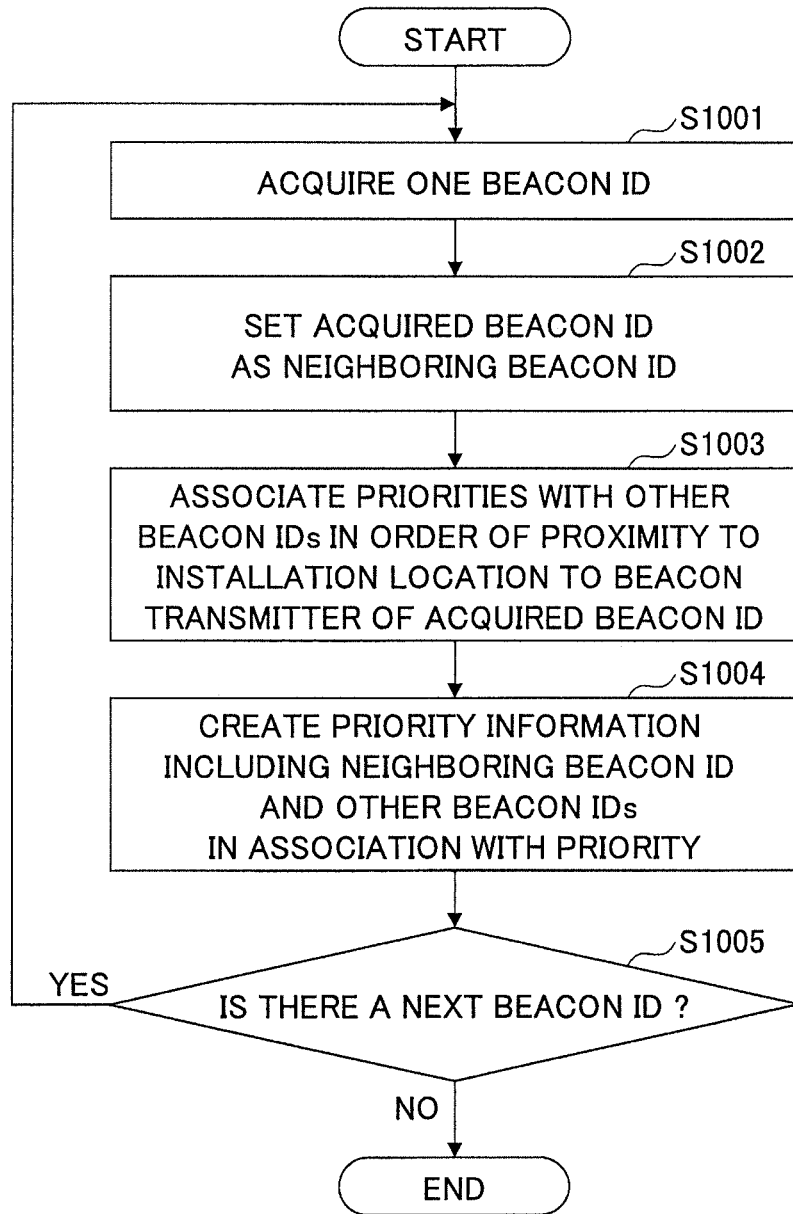 START
S1001
ACQUIRE ONE BEACON ID
S1002
SET ACQUIRED BEACON ID
AS NEIGHBORING BEACON ID
S1003
ASSOCIATE PRIORITIES WITH OTHER
BEACON IDs IN ORDER OF PROXIMITY TO
INSTALLATION LOCATION TO BEACON
TRANSMITTER OF ACQUIRED BEACON ID
S1004
CREATE PRIORITY INFORMATION
INCLUDING NEIGHBORING BEACON ID
AND OTHER BEACON IDs
IN ASSOCIATION WITH PRIORITY
S1005
YES
IS THERE A NEXT BEACON ID ?
NO
END